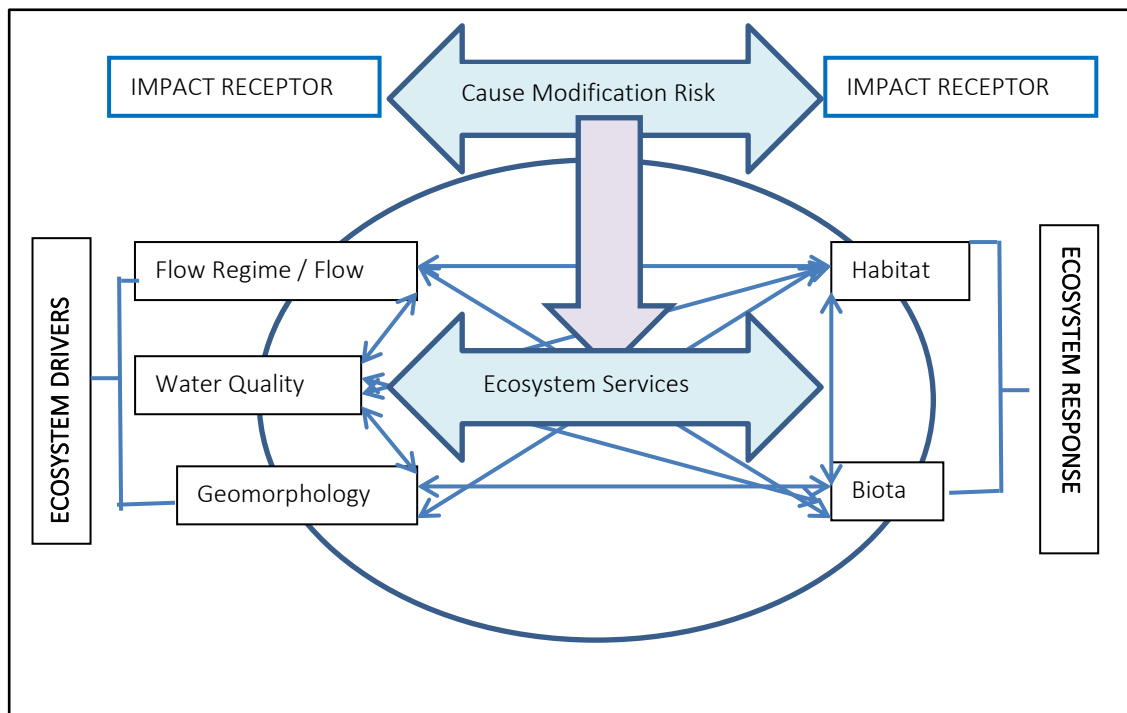 IMPACT RECEPTOR
Cause Modification Risk
IMPACT RECEPTOR
ECOSYSTEM DRIVERS
Flow Regime / Flow
Water Quality
Geomorphology
Ecosystem Services
Habitat
Biota
ECOSYSTEM RESPONSE